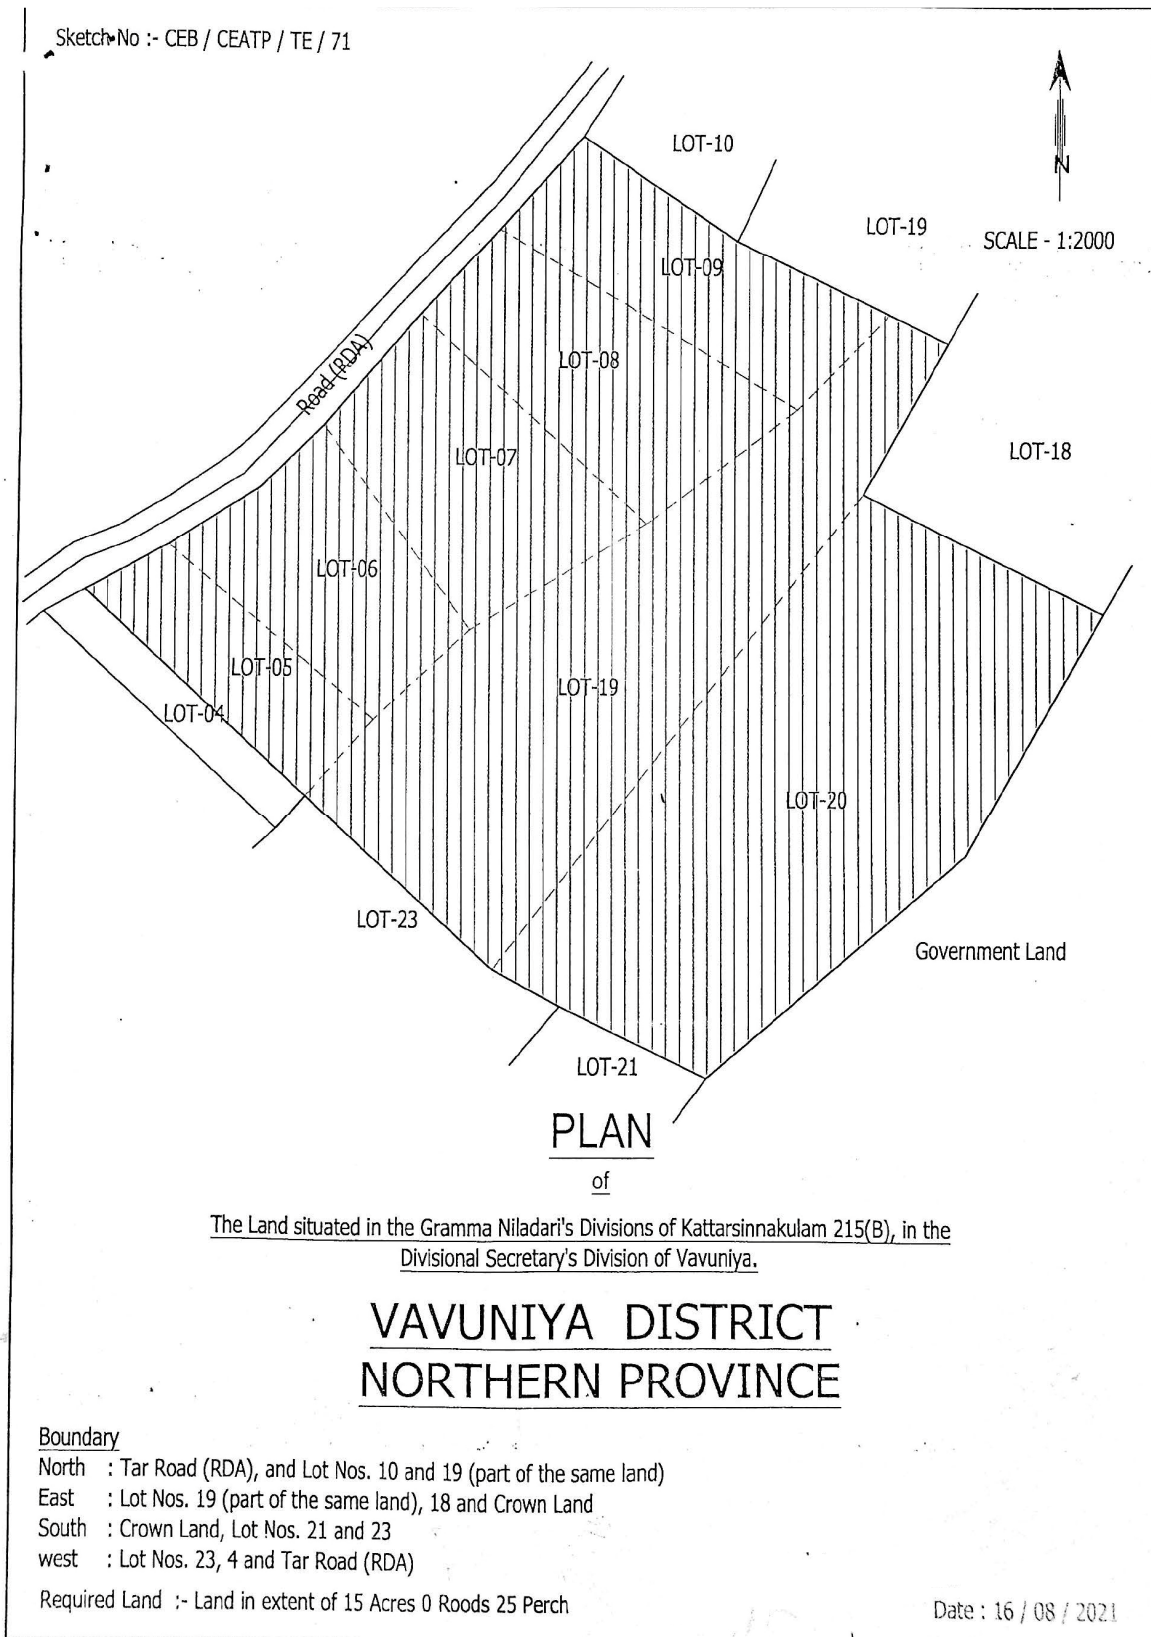 Sketch No :- CEB / CEATP / TE / 71
N
SCALE - 1:2000
LOT-10
LOT-19
LOT-09
LOT-08
Road (RDA)
LOT-18
LOT-07
LOT-06
LOT-05
LOT-19
LOT-04
LOT-20
LOT-23
Government Land
LOT-21
PLAN
of
The Land situated in the Gramma Niladari's Divisions of Kattarsinnakulam 215(B), in the
Divisional Secretary's Division of Vavuniya.
VAVUNIYA DISTRICT
NORTHERN PROVINCE
Boundary
North : Tar Road (RDA), and Lot Nos. 10 and 19 (part of the same land)
East : Lot Nos. 19 (part of the same land), 18 and Crown Land
South : Crown Land, Lot Nos. 21 and 23
west : Lot Nos. 23, 4 and Tar Road (RDA)
Required Land :- Land in extent of 15 Acres 0 Roods 25 Perch
Date : 16 / 08 / 2021